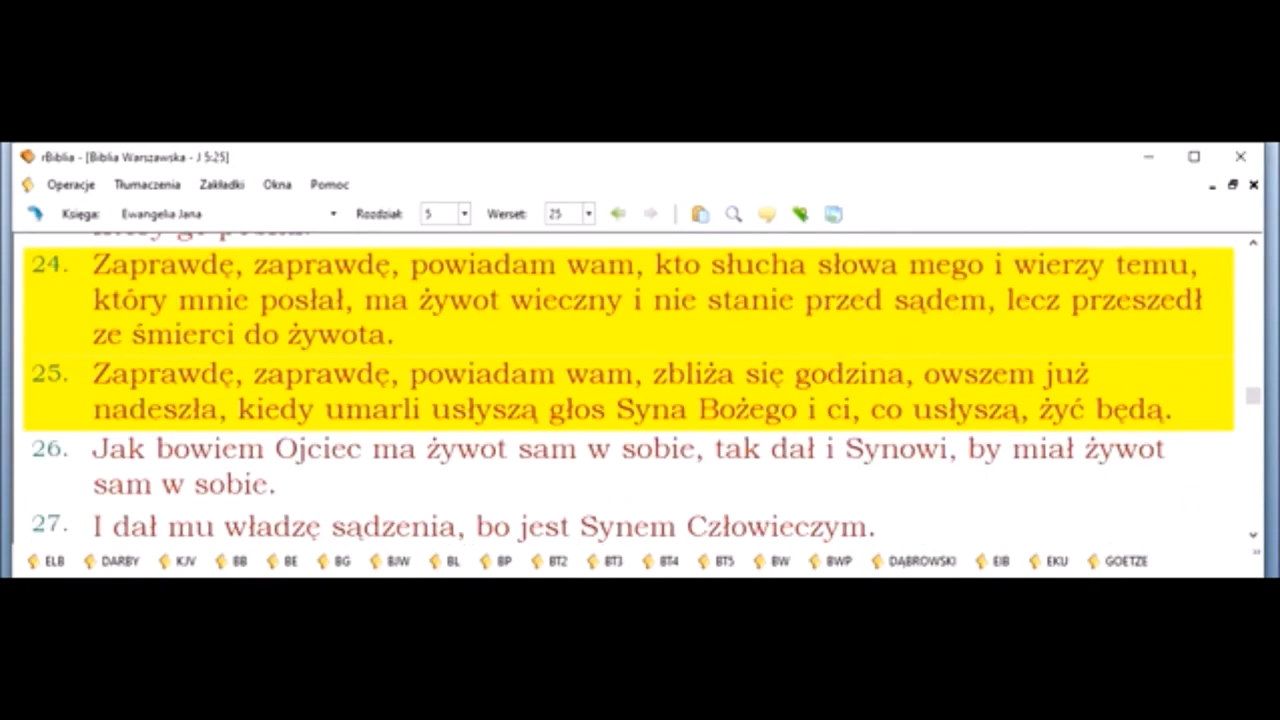 rBiblia - [Biblia Warszawska - J 5:25]
Operacje Tłumaczenia Zakładki Okna Pomoc
Księga: Ewangelia Jana Rozdział: 5 Werset: 25
24. Zaprawdę, zaprawdę, powiadam wam, kto słucha słowa mego i wierzy temu,
który mnie posłał, ma żywot wieczny i nie stanie przed sądem, lecz przeszedł
ze śmierci do żywota.
25. Zaprawdę, zaprawdę, powiadam wam, zbliża się godzina, owszem już
nadeszła, kiedy umarli usłyszą głos Syna Bożego i ci, co usłyszą, żyć będą.
26. Jak bowiem Ojciec ma żywot sam w sobie, tak dał i Synowi, by miał żywot
sam w sobie.
27. I dał mu władzę sądzenia, bo jest Synem Człowieczym.
ELB DARBY KJV BB BE BG BJW BL BP BT2 BT3 BT4 BT5 BW BWP DĄBROWSKI EIB EKU GOETZE